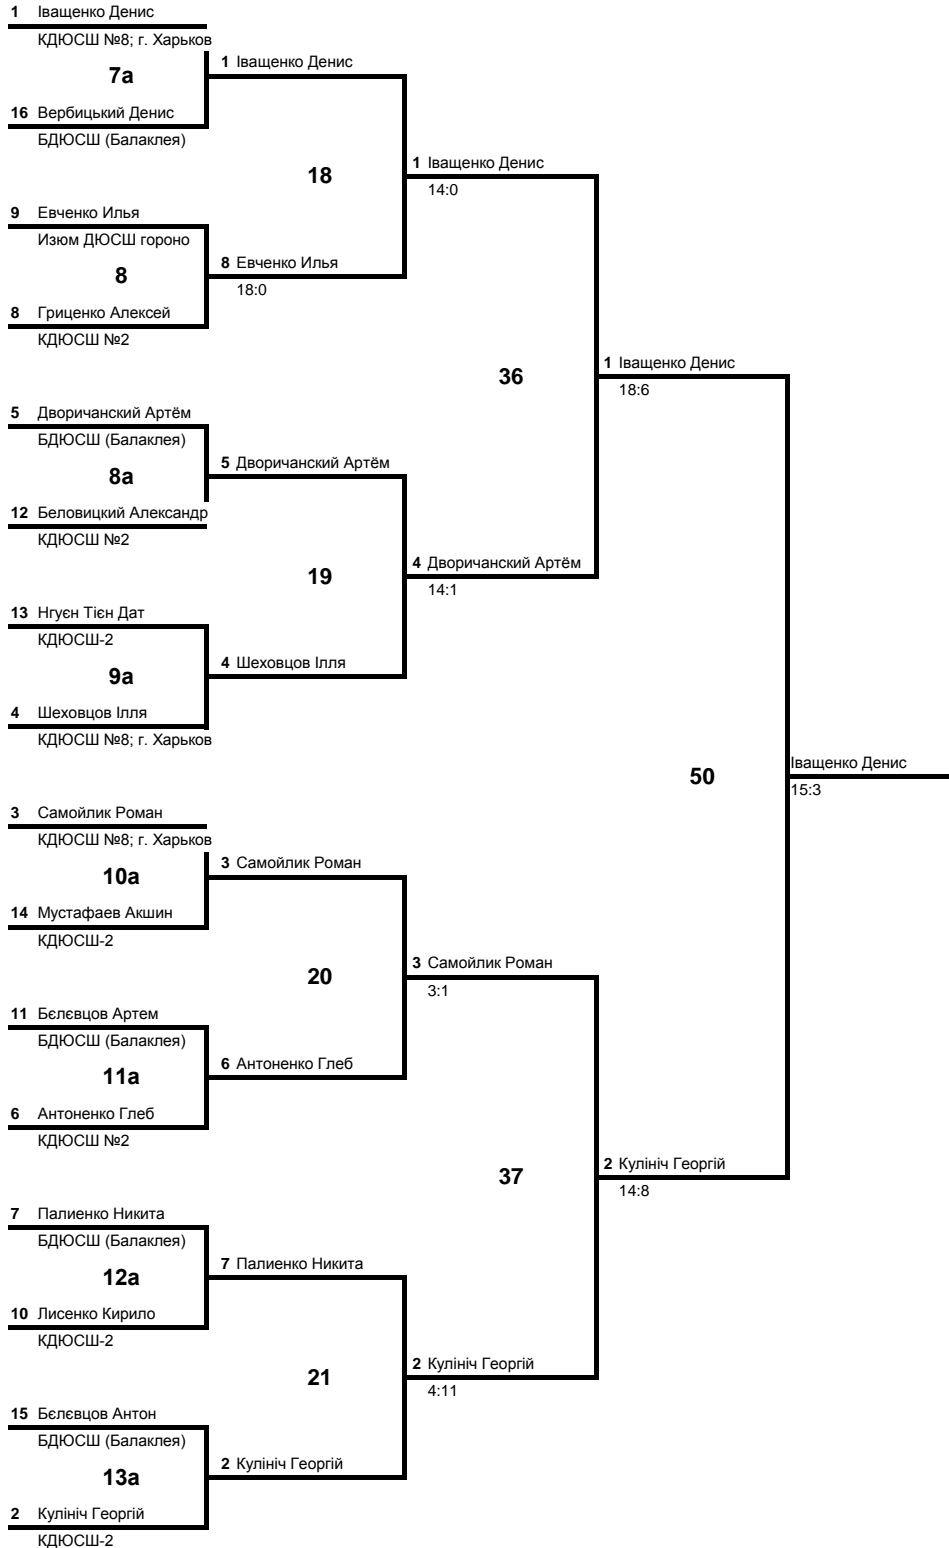 1 Іващенко Денис
КДЮСШ №8; г. Харьков
7а
1 Іващенко Денис
16 Вербицький Денис
БДЮСШ (Балаклея)
18
1 Іващенко Денис
14:0
9 Евченко Илья
Изюм ДЮСШ гороно
8
8 Евченко Илья
18:0
8 Гриценко Алексей
КДЮСШ №2
36
1 Іващенко Денис
18:6
5 Дворичанский Артём
БДЮСШ (Балаклея)
8а
5 Дворичанский Артём
12 Беловицкий Александр
КДЮСШ №2
19
4 Дворичанский Артём
14:1
13 Нгуєн Тієн Дат
КДЮСШ-2
9а
4 Шеховцов Ілля
4 Шеховцов Ілля
КДЮСШ №8; г. Харьков
50
Іващенко Денис
15:3
3 Самойлик Роман
КДЮСШ №8; г. Харьков
10а
3 Самойлик Роман
14 Мустафаев Акшин
КДЮСШ-2
20
3 Самойлик Роман
3:1
11 Бєлєвцов Артем
БДЮСШ (Балаклея)
11а
6 Антоненко Глеб
6 Антоненко Глеб
КДЮСШ №2
37
2 Кулініч Георгій
14:8
7 Палиенко Никита
БДЮСШ (Балаклея)
12а
7 Палиенко Никита
10 Лисенко Кирило
КДЮСШ-2
21
2 Кулініч Георгій
4:11
15 Бєлєвцов Антон
БДЮСШ (Балаклея)
13а
2 Кулініч Георгій
2 Кулініч Георгій
КДЮСШ-2